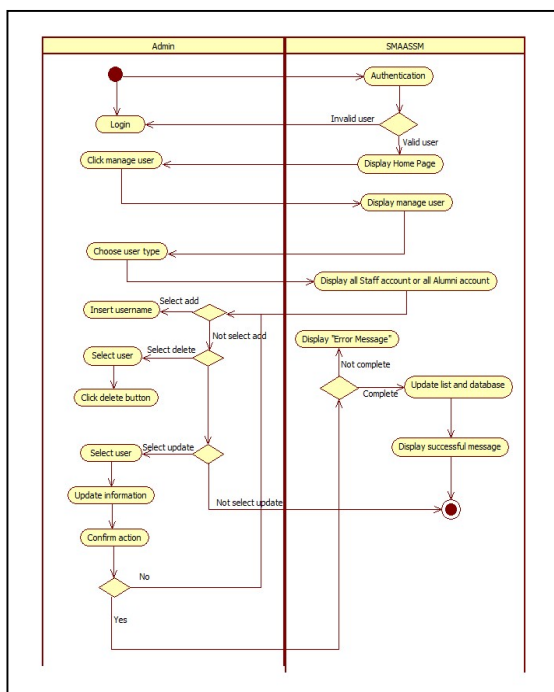 Admin
SMAASSM
Authentication
Login
Invalid user
Valid user
Click manage user
Display Home Page
Display manage user
Choose user type
Display all Staff account or all Alumni account
Insert username
Select add
Not select add
Display "Error Message"
Select user
Select delete
Not complete
Click delete button
Complete
Update list and database
Select user
Select update
Display successful message
Update information
Not select update
Confirm action
No
Yes